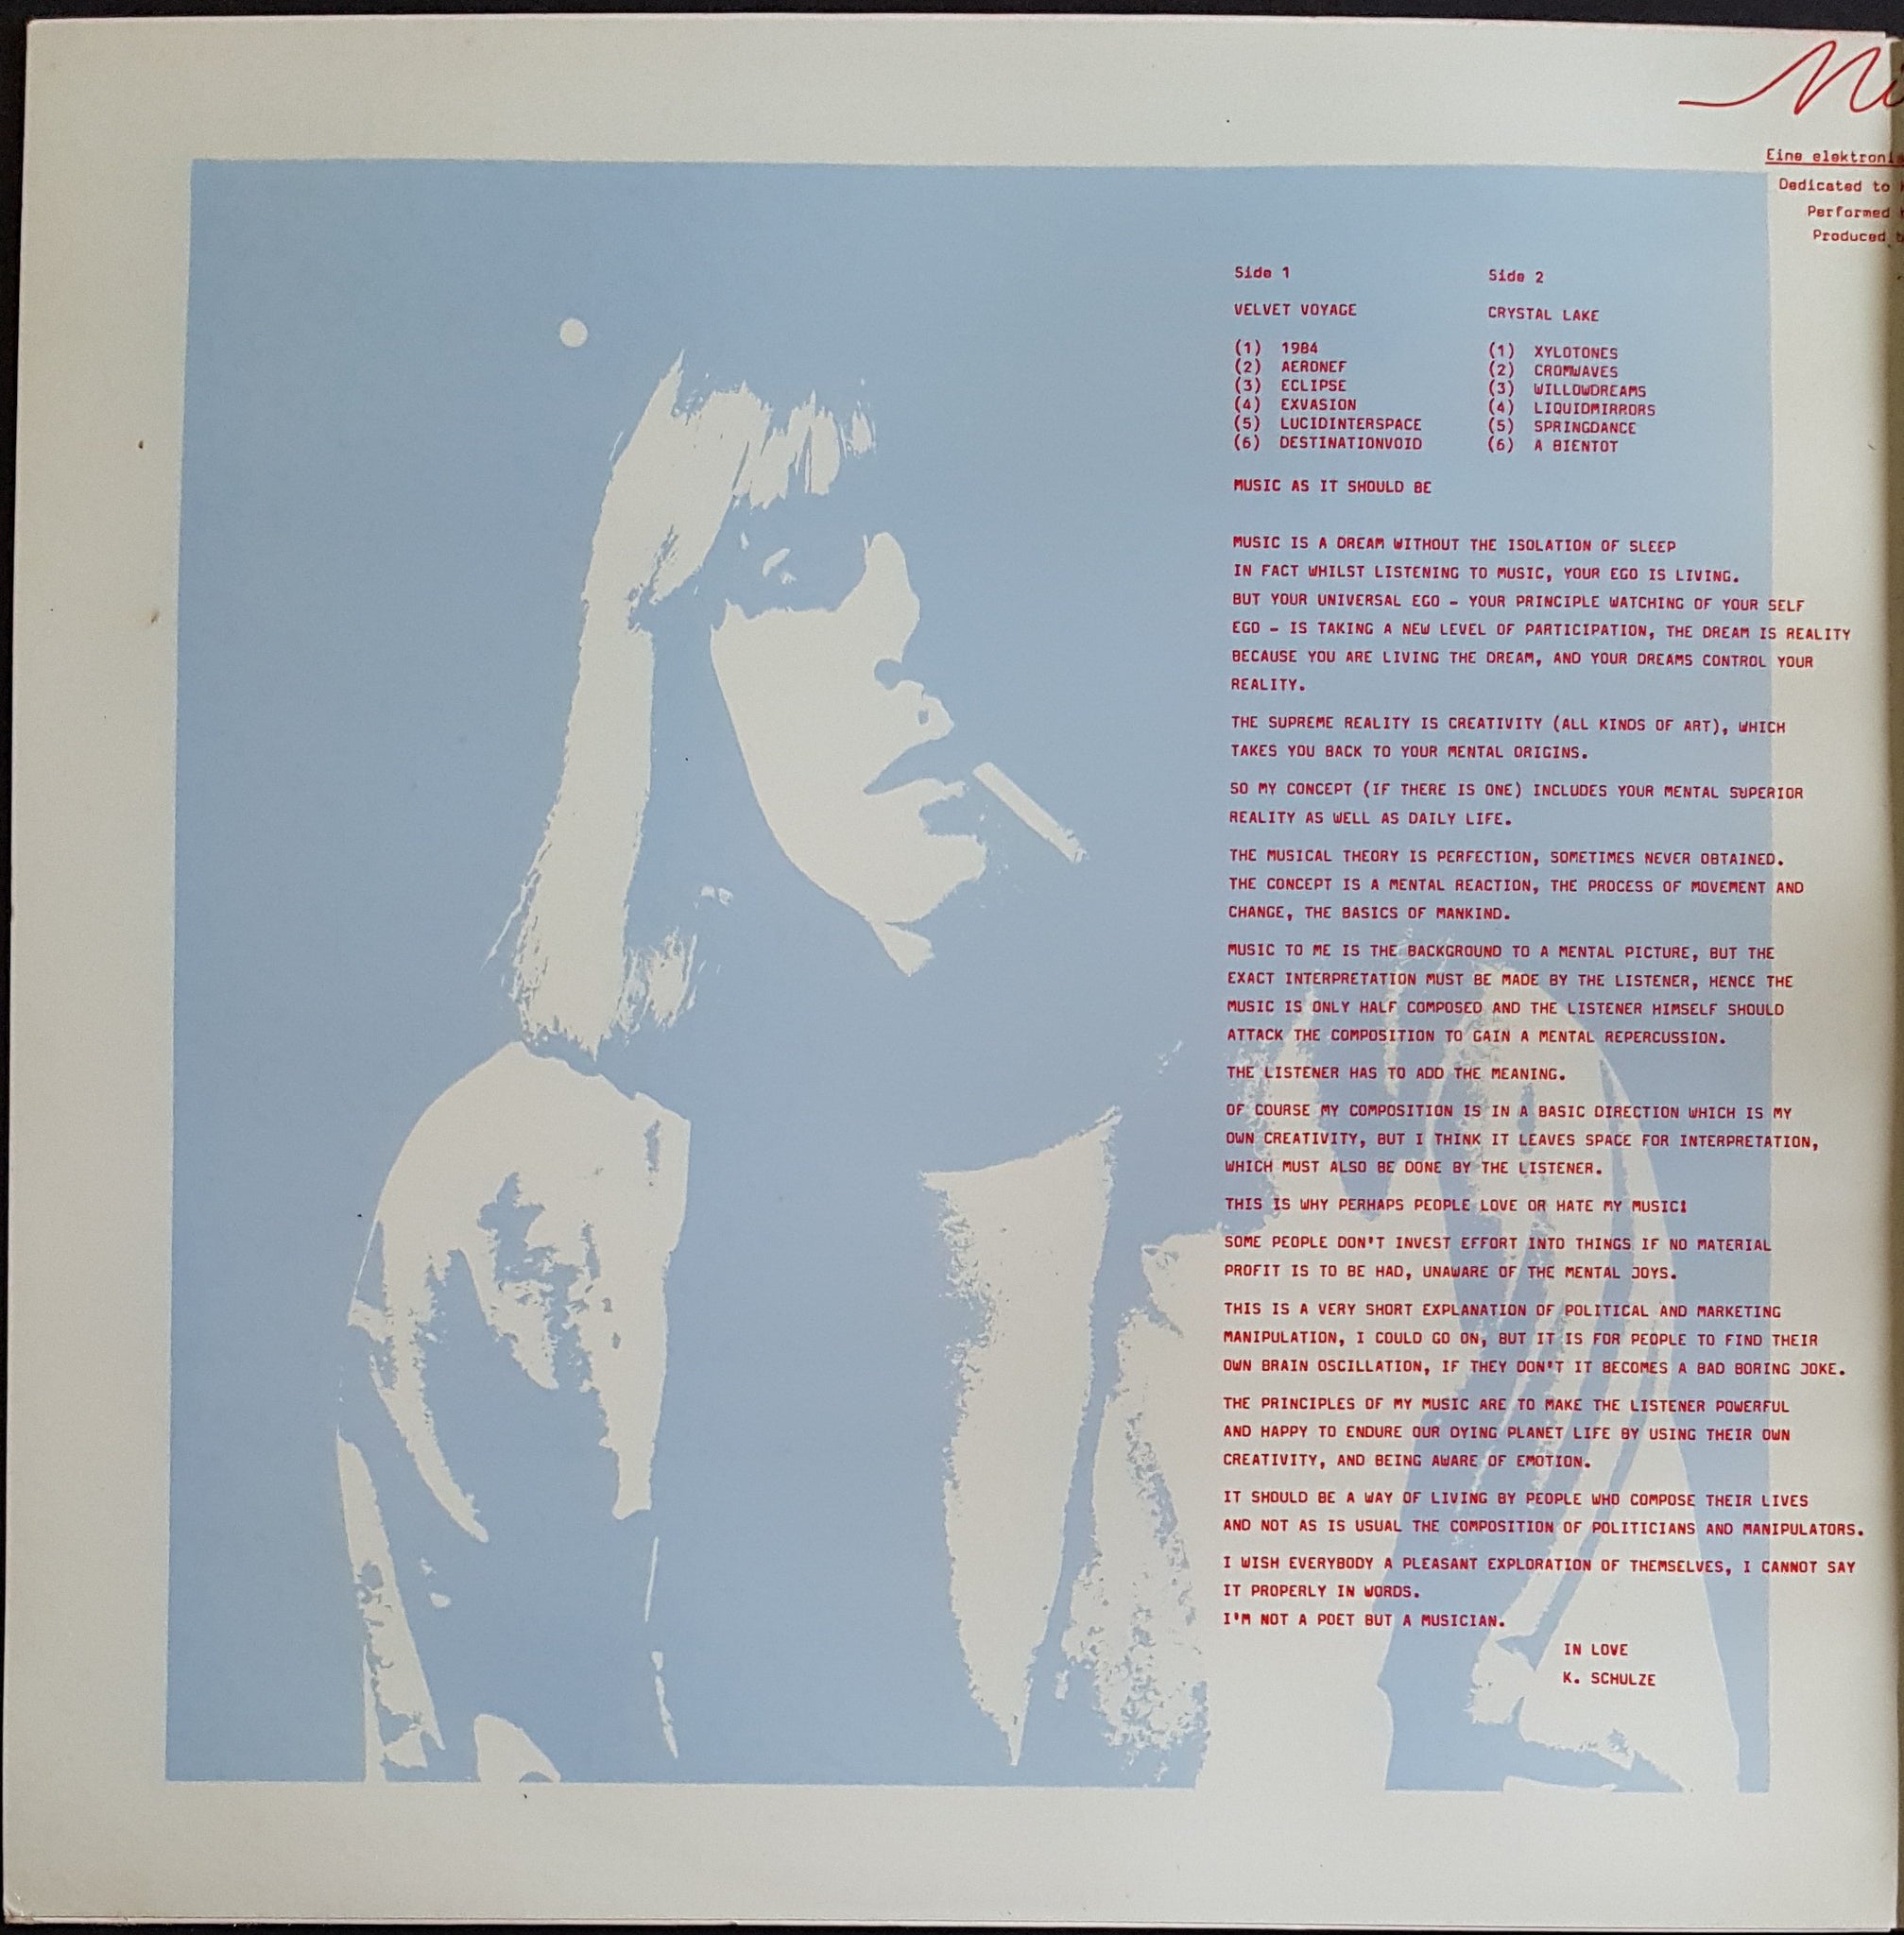 Eine
Dedicated to
Performed
Produced
Side 1
VELVET VOYAGE
(1) 1984
(2) AERONEF
(3) ECLIPSE
(4) EXVASION
(5) LUCIDINTERSPACE
(6) DESTINATIONVOID
Side 2
CRYSTAL LAKE
(1) XYLOTONES
(2) CROMWAVES
(3) WILLOWDREAMS
(4) LIQUIDMIRRORS
(5) SPRINGDANCE
(6) A BIENTOT
MUSIC AS IT SHOULD BE
MUSIC IS A DREAM WITHOUT THE ISOLATION OF SLEEP
IN FACT WHILST LISTENING TO MUSIC, YOUR EGO IS LIVING.
BUT YOUR UNIVERSAL EGO - YOUR PRINCIPLE WATCHING OF YOUR SELF
EGO - IS TAKING A NEW LEVEL OF PARTICIPATION, THE DREAM IS REALITY
BECAUSE YOU ARE LIVING THE DREAM, AND YOUR DREAMS CONTROL YOUR
REALITY.
THE SUPREME REALITY IS CREATIVITY (ALL KINDS OF ART), WHICH
TAKES YOU BACK TO YOUR MENTAL ORIGINS.
SO MY CONCEPT (IF THERE IS ONE) INCLUDES YOUR MENTAL SUPERIOR
REALITY AS WELL AS DAILY LIFE.
THE MUSICAL THEORY IS PERFECTION, SOMETIMES NEVER OBTAINED.
THE CONCEPT IS A MENTAL REACTION, THE PROCESS OF MOVEMENT AND
CHANGE, THE BASICS OF MANKIND.
MUSIC TO ME IS THE BACKGROUND TO A MENTAL PICTURE, BUT THE
EXACT INTERPRETATION MUST BE MADE BY THE LISTENER, HENCE THE
MUSIC IS ONLY HALF COMPOSED AND THE LISTENER HIMSELF SHOULD
ATTACK THE COMPOSITION TO GAIN A MENTAL REPERCUSSION.
THE LISTENER HAS TO ADD THE MEANING.
OF COURSE MY COMPOSITION IS IN A BASIC DIRECTION WHICH IS MY
OWN CREATIVITY, BUT I THINK IT LEAVES SPACE FOR INTERPRETATION,
WHICH MUST ALSO BE DONE BY THE LISTENER.
THIS IS WHY PERHAPS PEOPLE LOVE OR HATE MY MUSIC!
SOME PEOPLE DON'T INVEST EFFORT INTO THINGS IF NO MATERIAL
PROFIT IS TO BE HAD, UNAWARE OF THE MENTAL JOYS.
THIS IS A VERY SHORT EXPLANATION OF POLITICAL AND MARKETING
MANIPULATION, I COULD GO ON, BUT IT IS FOR PEOPLE TO FIND THEIR
OWN BRAIN OSCILLATION, IF THEY DON'T IT BECOMES A BAD BORING JOKE.
THE PRINCIPLES OF MY MUSIC ARE TO MAKE THE LISTENER POWERFUL
AND HAPPY TO ENDURE OUR DYING PLANET LIFE BY USING THEIR OWN
CREATIVITY, AND BEING AWARE OF EMOTION.
IT SHOULD BE A WAY OF LIVING BY PEOPLE WHO COMPOSE THEIR LIVES
AND NOT AS IS USUAL THE COMPOSITION OF POLITICIANS AND MANIPULATORS.
I WISH EVERYBODY A PLEASANT EXPLORATION OF THEMSELVES, I CANNOT SAY
IT PROPERLY IN WORDS.
I'M NOT A POET BUT A MUSICIAN.
IN LOVE
K. SCHULZE